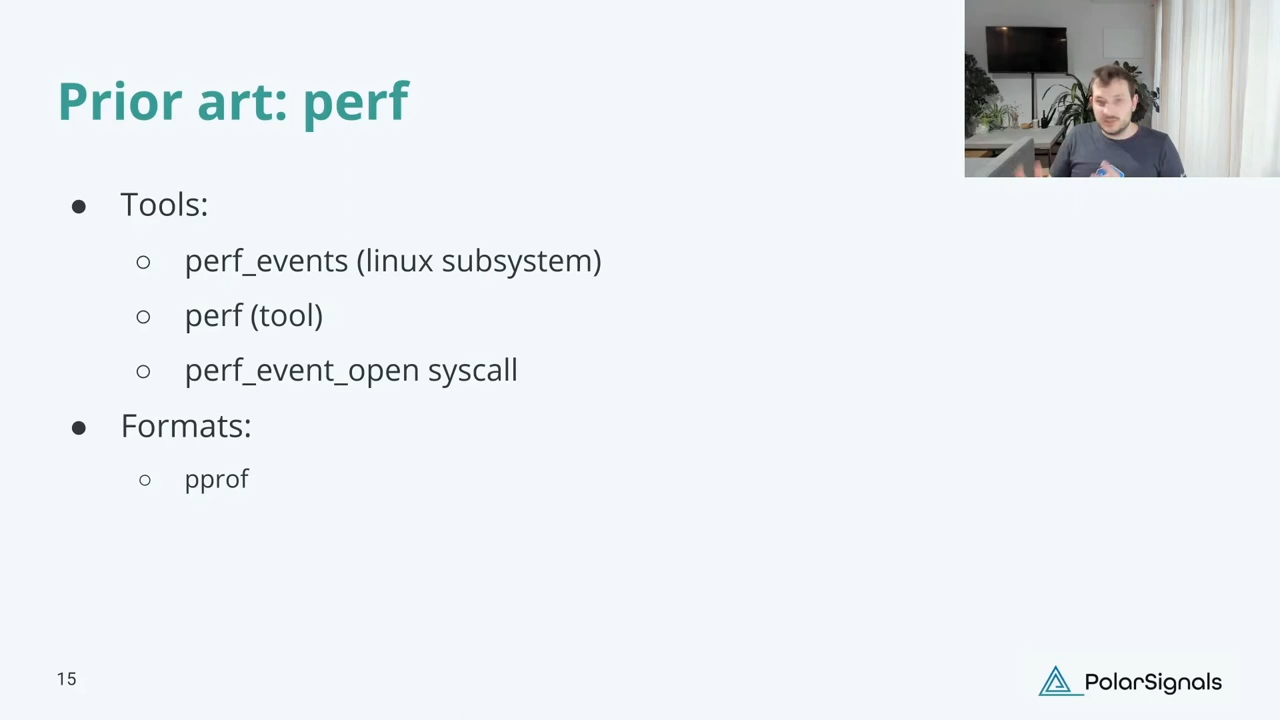 Prior art: perf
● Tools:
○ perf_events (linux subsystem)
○ perf (tool)
○ perf_event_open syscall
● Formats:
○ pprof
15
PolarSignals